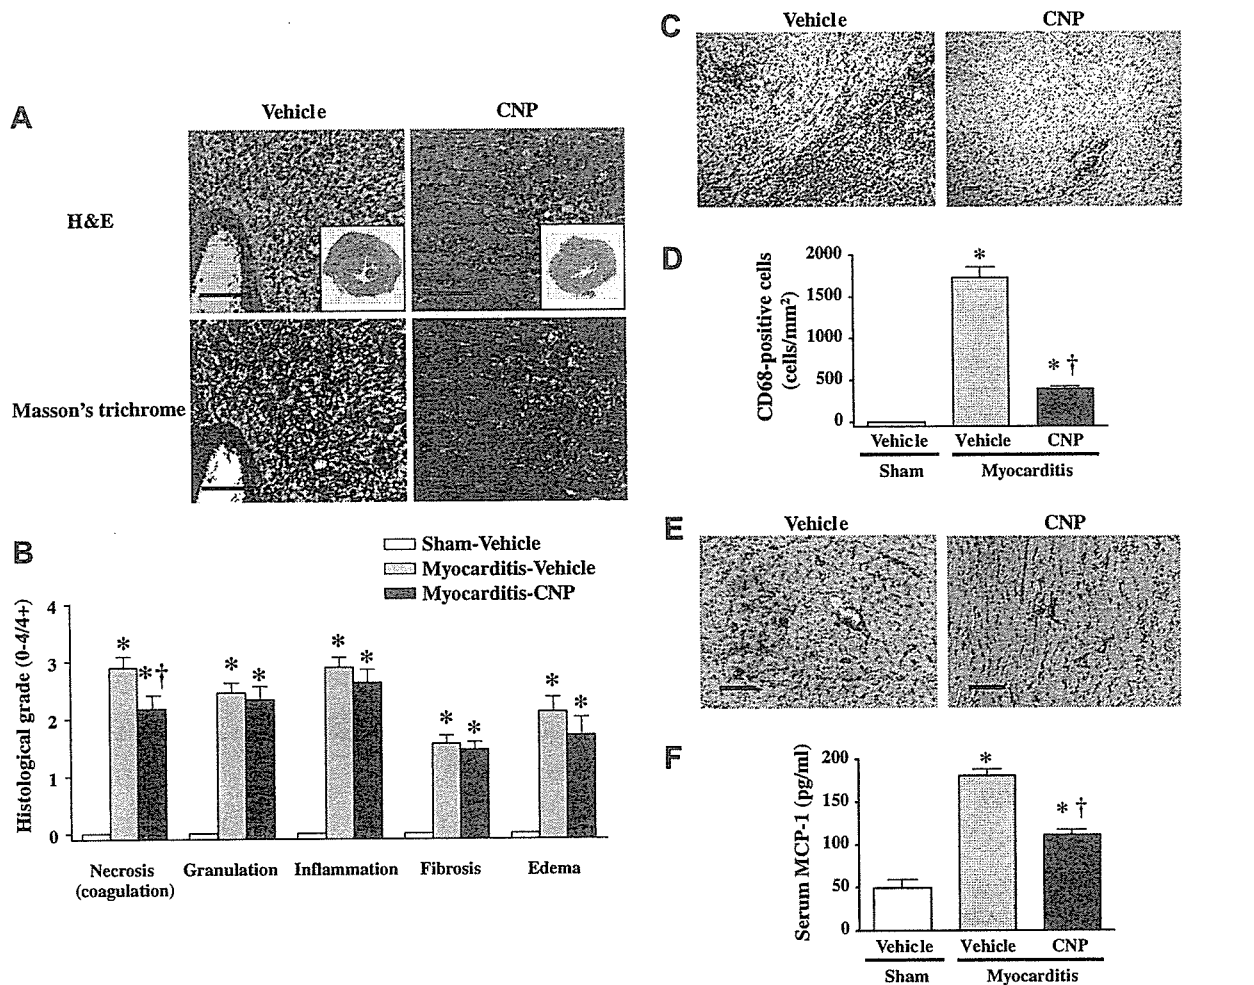 A
Vehicle
CNP
H&E
Masson's trichrome
B
Sham-Vehicle
Myocarditis-Vehicle
Myocarditis-CNP
Histological grade (0-4/4+)
4
3
2
1
0
*
*†
*
*
*
*
*
*
*
*
Necrosis
(coagulation)
Granulation
Inflammation
Fibrosis
Edema
C
Vehicle
CNP
D
CD68-positive cells
(cells/mm²)
2000
1500
1000
500
0
*
* †
Vehicle
Vehicle
CNP
Sham
Myocarditis
E
Vehicle
CNP
F
Serum MCP-1 (pg/ml)
200
150
100
50
0
*
* †
Vehicle
Vehicle
CNP
Sham
Myocarditis